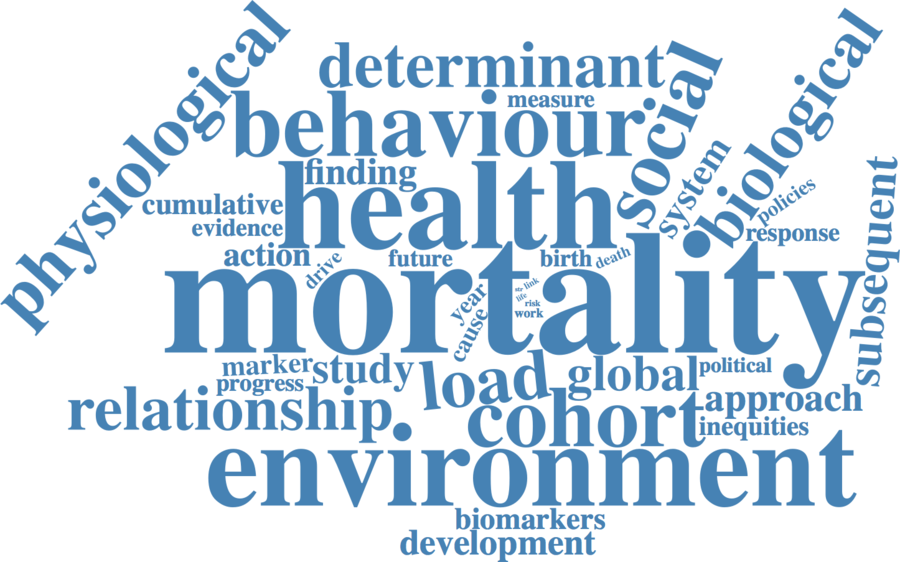 physiological
determinant
social
biological
measure
behaviour
system
finding
health
policies
cumulative
evidence
response
subsequent
action
drive
future
birth
death
mortality
year
cause
str
link
life
risk
work
marker
study
load
global
political
progress
relationship
cohort
approach
inequities
environment
biomarkers
development